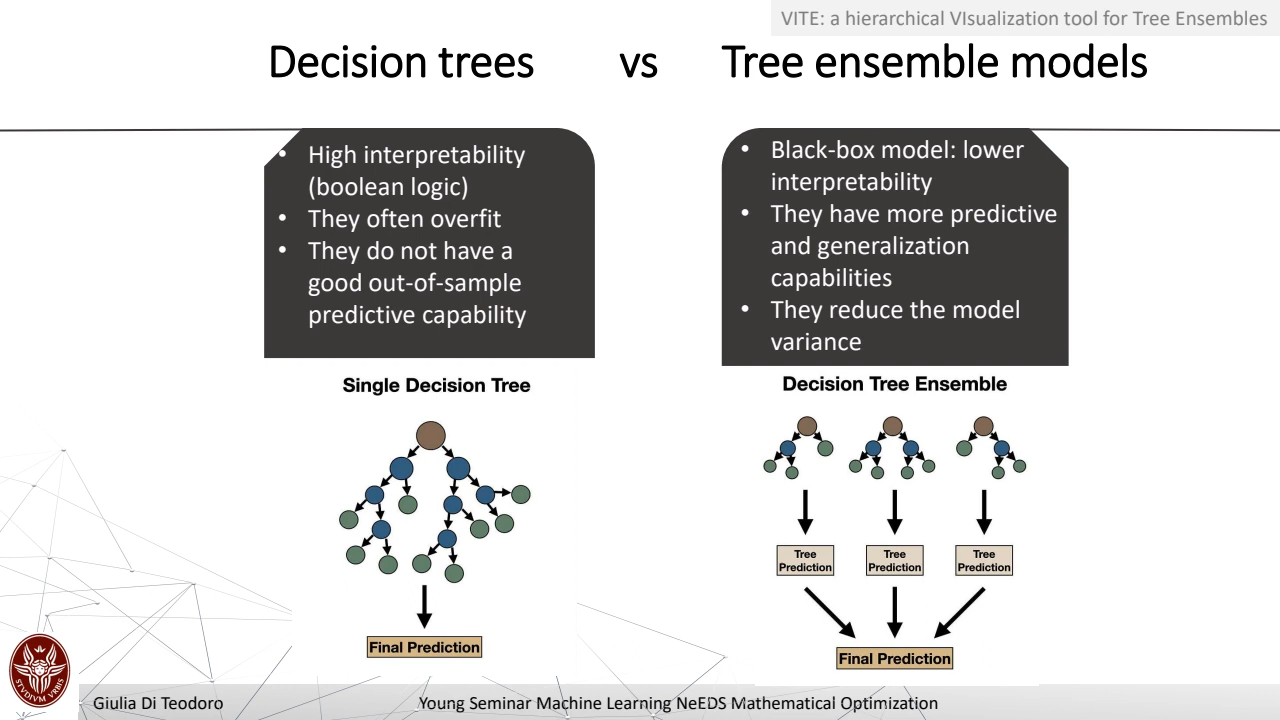 VITE: a hierarchical VIsualization tool for Tree Ensembles
Decision trees vs Tree ensemble models
• High interpretability
(boolean logic)
• They often overfit
• They do not have a
good out-of-sample
predictive capability
• Black-box model: lower
interpretability
• They have more predictive
and generalization
capabilities
• They reduce the model
variance
Single Decision Tree
Final Prediction
Decision Tree Ensemble
Tree
Prediction
Tree
Prediction
Tree
Prediction
Final Prediction
STVDIVM VRBIS
Giulia Di Teodoro
Young Seminar Machine Learning NeEDS Mathematical Optimization